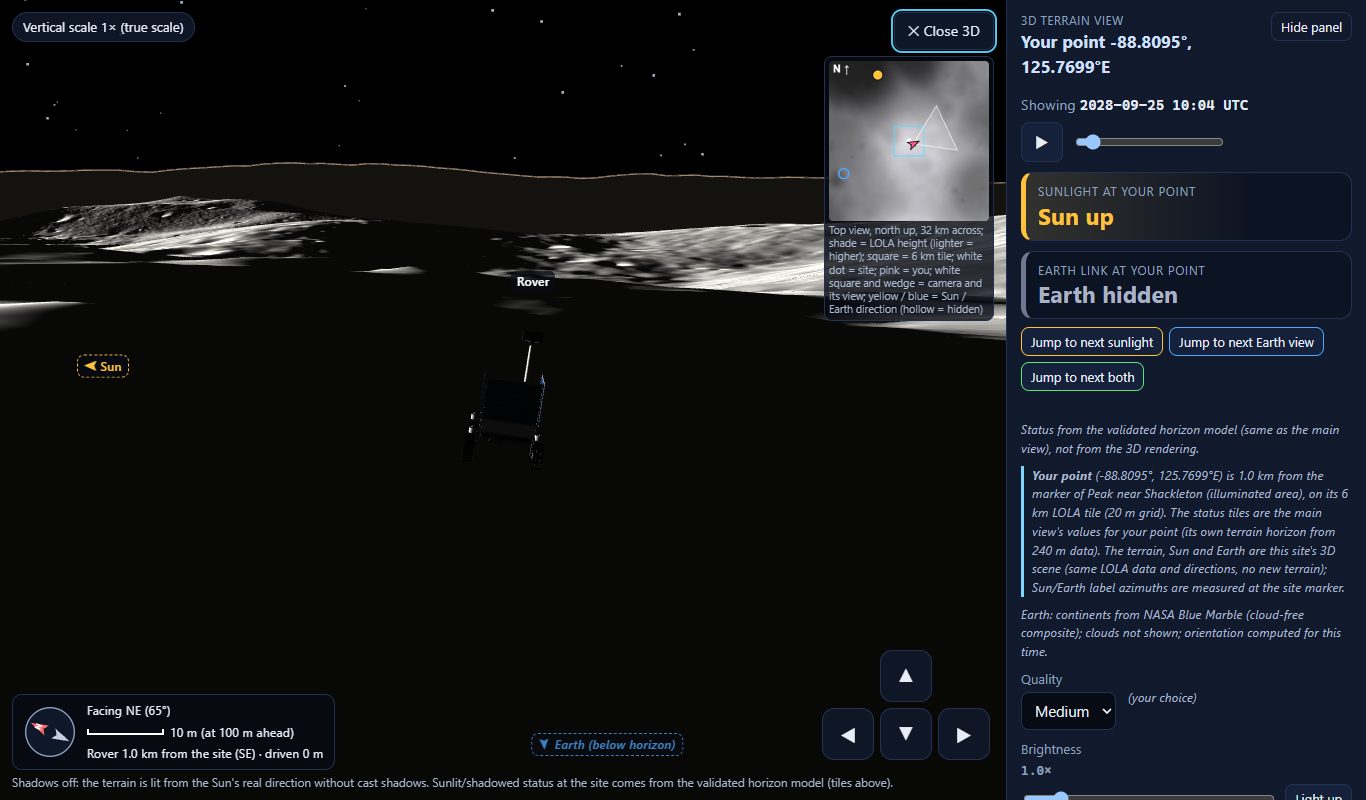 Vertical scale 1× (true scale)
✕ Close 3D
N ↑
Top view, north up, 32 km across;
shade = LOLA height (lighter =
higher); square = 6 km tile; white
dot = site; pink = you; white
square and wedge = camera and
its view; yellow / blue = Sun /
Earth direction (hollow = hidden)
Rover
◄ Sun
Facing NE (65°)
10 m (at 100 m ahead)
Rover 1.0 km from the site (SE) · driven 0 m
▼ Earth (below horizon)
▲
◀ ▼ ▶
Shadows off: the terrain is lit from the Sun's real direction without cast shadows. Sunlit/shadowed status at the site comes from the validated horizon model (tiles above).
3D TERRAIN VIEW
Hide panel
Your point -88.8095°,
125.7699°E
Showing 2028-09-25 10:04 UTC
▶
SUNLIGHT AT YOUR POINT
Sun up
EARTH LINK AT YOUR POINT
Earth hidden
Jump to next sunlight
Jump to next Earth view
Jump to next both
Status from the validated horizon model (same as the main
view), not from the 3D rendering.
Your point (-88.8095°, 125.7699°E) is 1.0 km from the
marker of Peak near Shackleton (illuminated area), on its 6
km LOLA tile (20 m grid). The status tiles are the main
view's values for your point (its own terrain horizon from
240 m data). The terrain, Sun and Earth are this site's 3D
scene (same LOLA data and directions, no new terrain);
Sun/Earth label azimuths are measured at the site marker.
Earth: continents from NASA Blue Marble (cloud-free
composite); clouds not shown; orientation computed for this
time.
Quality
Medium
(your choice)
Brightness
1.0×
Light up